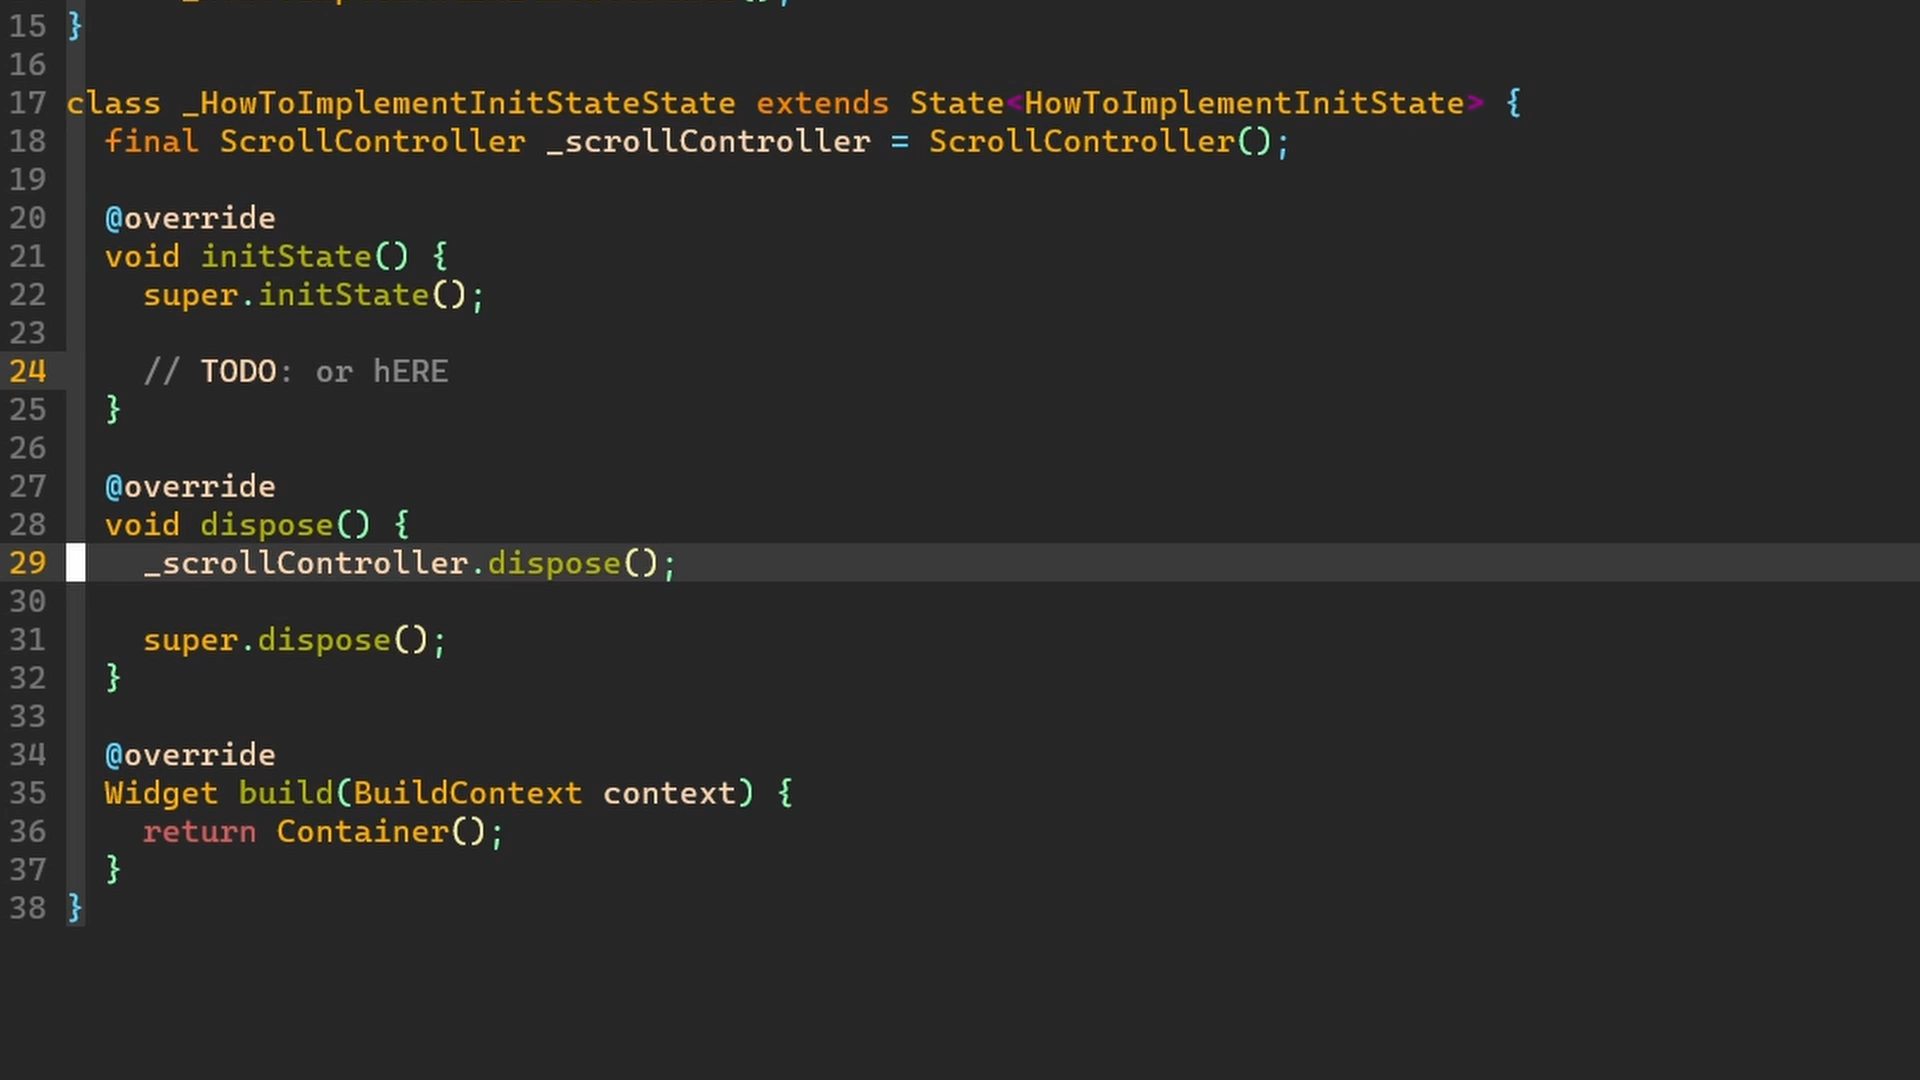 15 }
16
17 class _HowToImplementInitStateState extends State<HowToImplementInitState> {
18 final ScrollController _scrollController = ScrollController();
19
20 @override
21 void initState() {
22 super.initState();
23
24 // TODO: or hERE
25 }
26
27 @override
28 void dispose() {
29 _scrollController.dispose();
30
31 super.dispose();
32 }
33
34 @override
35 Widget build(BuildContext context) {
36 return Container();
37 }
38 }